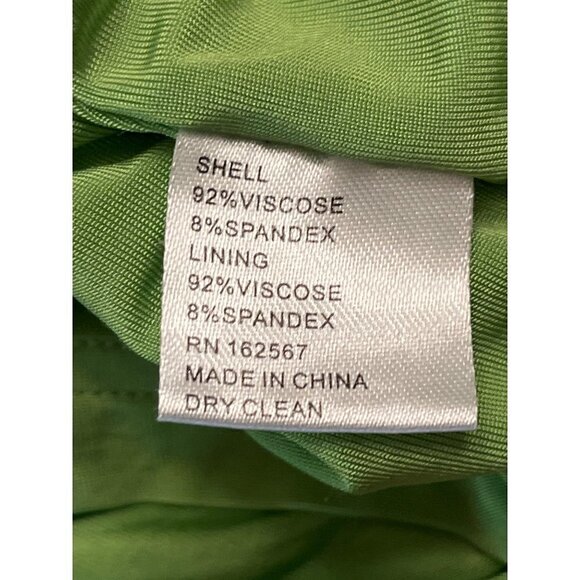 SHELL
92%VISCOSE
8%SPANDEX
LINING
92%VISCOSE
8%SPANDEX
RN 162567
MADE IN CHINA
DRY CLEAN